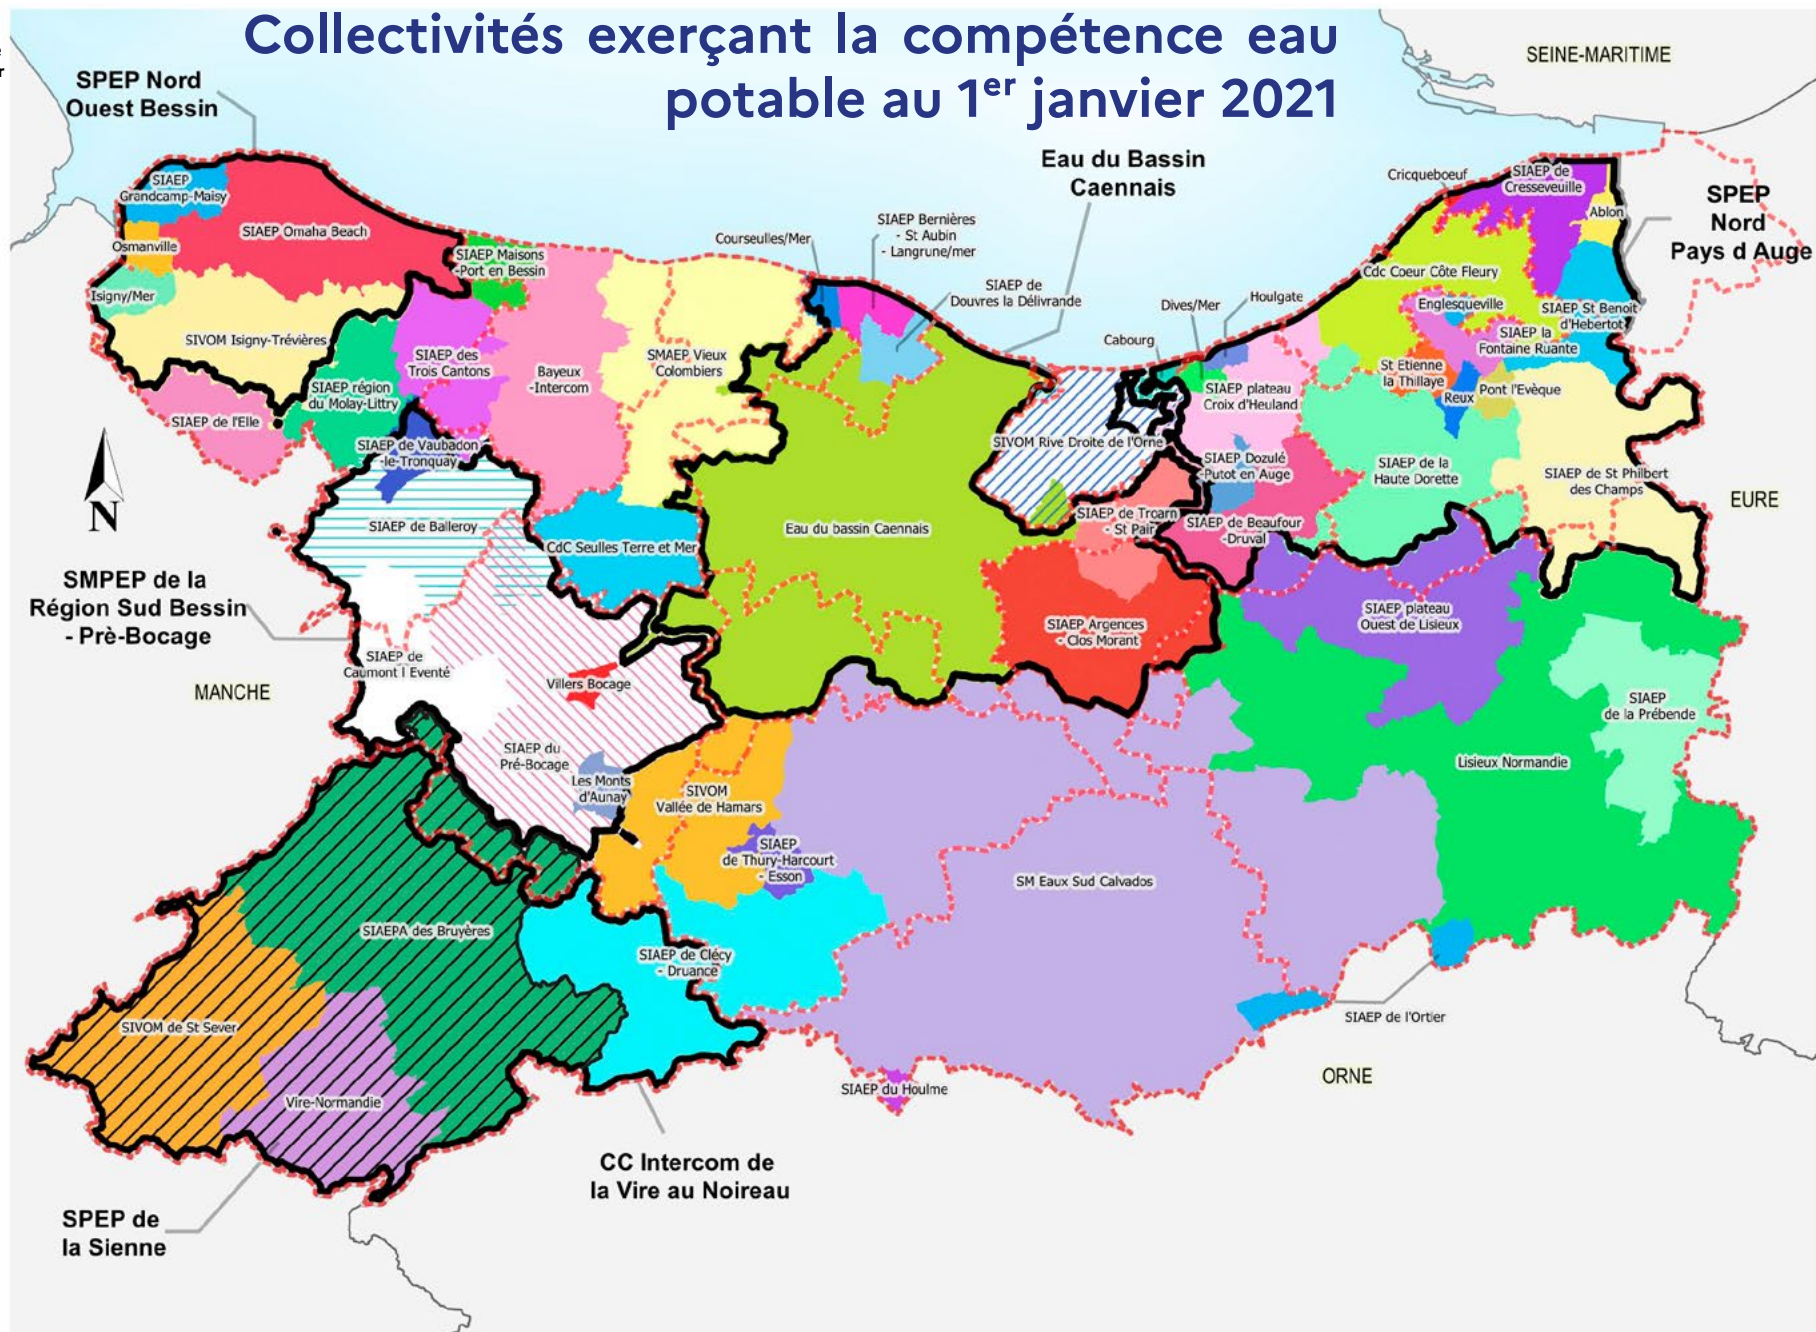 Collectivités exerçant la compétence eau
potable au 1er janvier 2021
SEINE-MARITIME
SPEP Nord
Ouest Bessin
Eau du Bassin
Caennais
SPEP
Nord
Pays d Auge
SIAEP
Grandcamp-Maisy
Osmanville
SIAEP Omaha Beach
Isigny/Mer
SIVOM Isigny-Trévières
SIAEP Maisons
-Port en Bessin
Courseulles/Mer
SIAEP Bernières
- St Aubin
- Langrune/mer
SIAEP de
Douvres la Délivrande
Dives/Mer
Houlgate
Cabourg
Cricqueboeuf
SIAEP de
Cresseveuille
Ablon
Cdc Coeur Côte Fleury
Englesqueville
SIAEP St Benoit
d'Hebertot
SIAEP la
Fontaine Ruante
St Etienne
la Thillaye
Reux
Pont l'Evèque
SIAEP de l'Elle
SIAEP région
du Molay-Littry
SIAEP des
Trois Cantons
Bayeux
-Intercom
SMAEP Vieux
Colombiers
SIAEP de Vaubadon
-le-Tronquay
SIVOM Rive Droite de l'Orne
SIAEP plateau
Croix d'Heuland
SIAEP Dozulé
-Putot en Auge
SIAEP de la
Haute Dorette
SIAEP de St Philbert
des Champs
EURE
N
SIAEP de Balleroy
CdC Seulles Terre et Mer
Eau du bassin Caennais
SIAEP de Troarn
- St Pair
SIAEP de Beaufour
-Druval
SMPEP de la
Région Sud Bessin
- Prè-Bocage
SIAEP Argences
- Clos Morant
SIAEP plateau
Ouest de Lisieux
SIAEP de
Caumont l Eventé
Villers Bocage
MANCHE
SIAEP
de la Prébende
SIAEP du
Pré-Bocage
Les Monts
d'Aunay
SIVOM
Vallée de Hamars
Lisieux Normandie
SIAEP
de Thury-Harcourt
- Esson
SM Eaux Sud Calvados
SIAEPA des Bruyères
SIAEP de Clécy
- Druance
SIVOM de St Sever
SIAEP de l'Ortier
Vire-Normandie
SIAEP du Houlme
ORNE
CC Intercom de
la Vire au Noireau
SPEP de
la Sienne